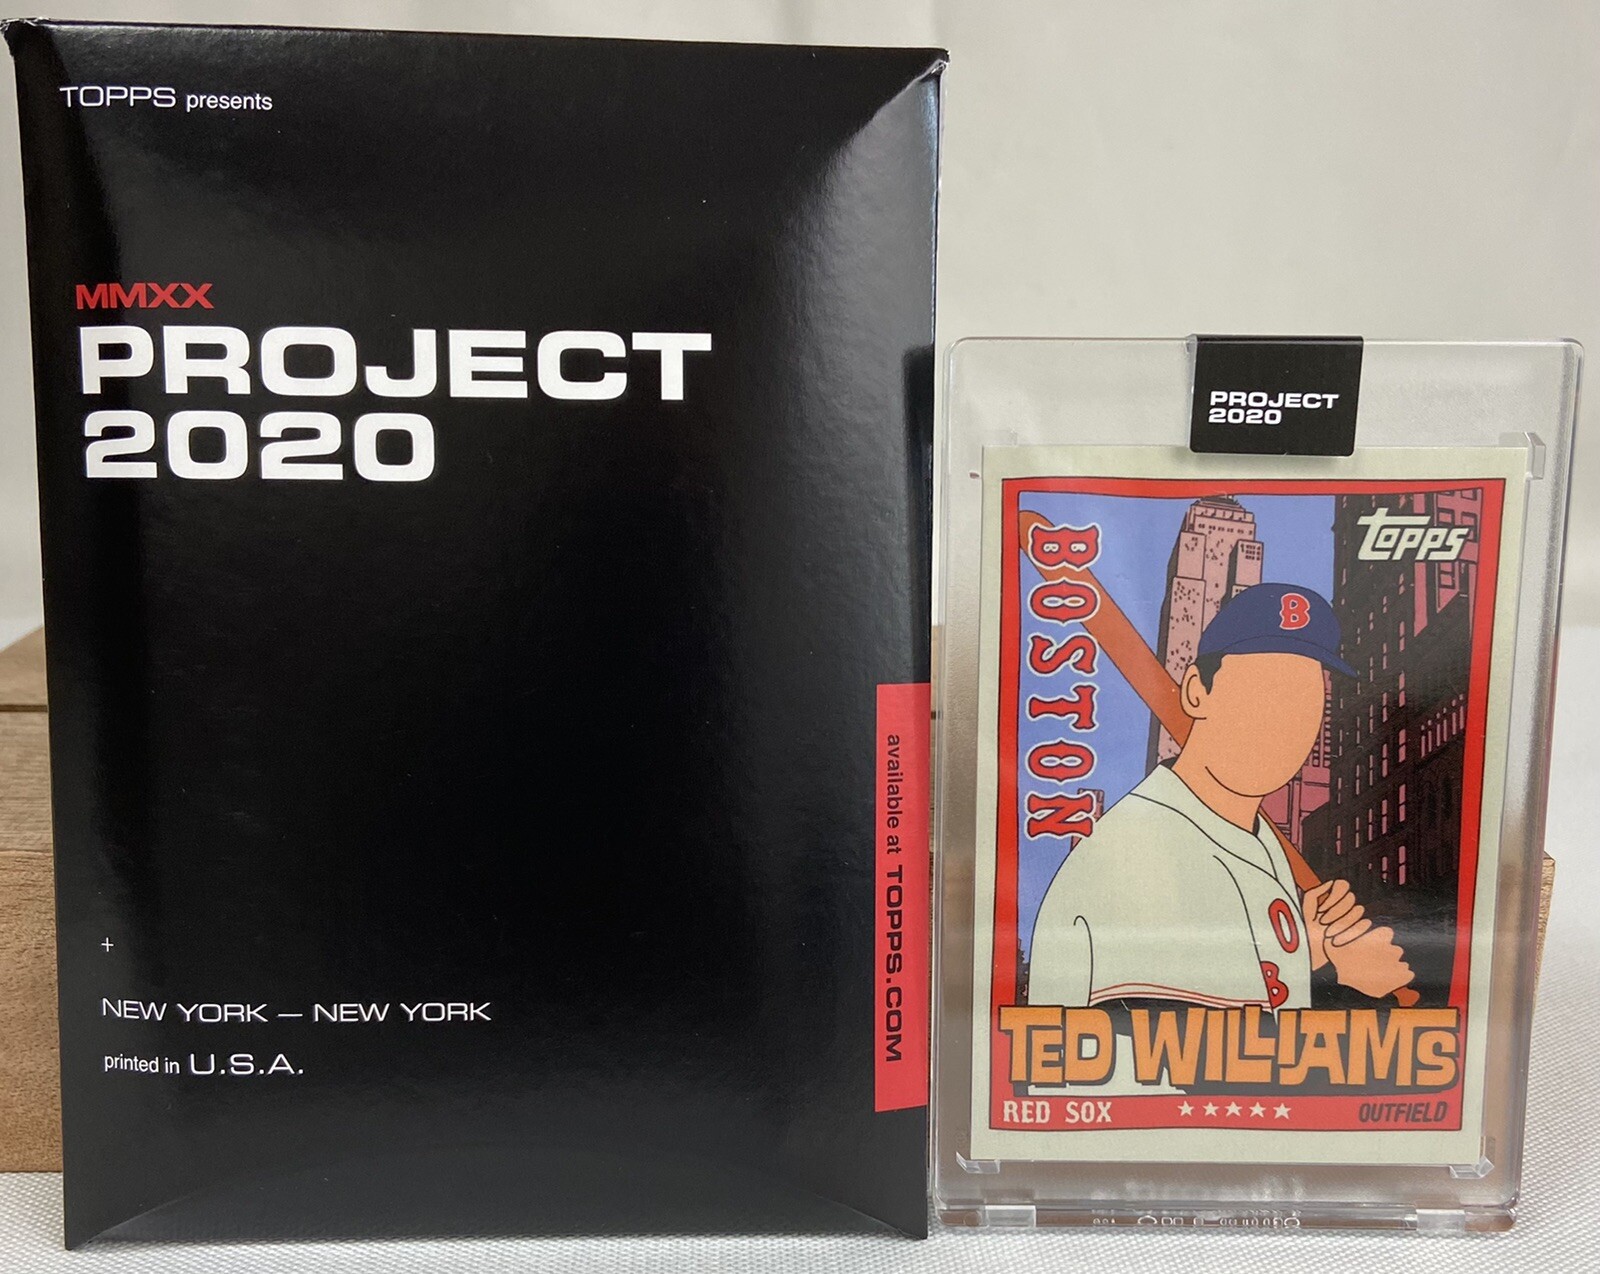 TOPPS presents
MMXX
PROJECT
2020
+
NEW YORK — NEW YORK
printed in U.S.A.
available at TOPPS.COM
PROJECT
2020
topps
BOSTON
B
O
B
TED WILLIAMS
RED SOX ★★★★★ OUTFIELD